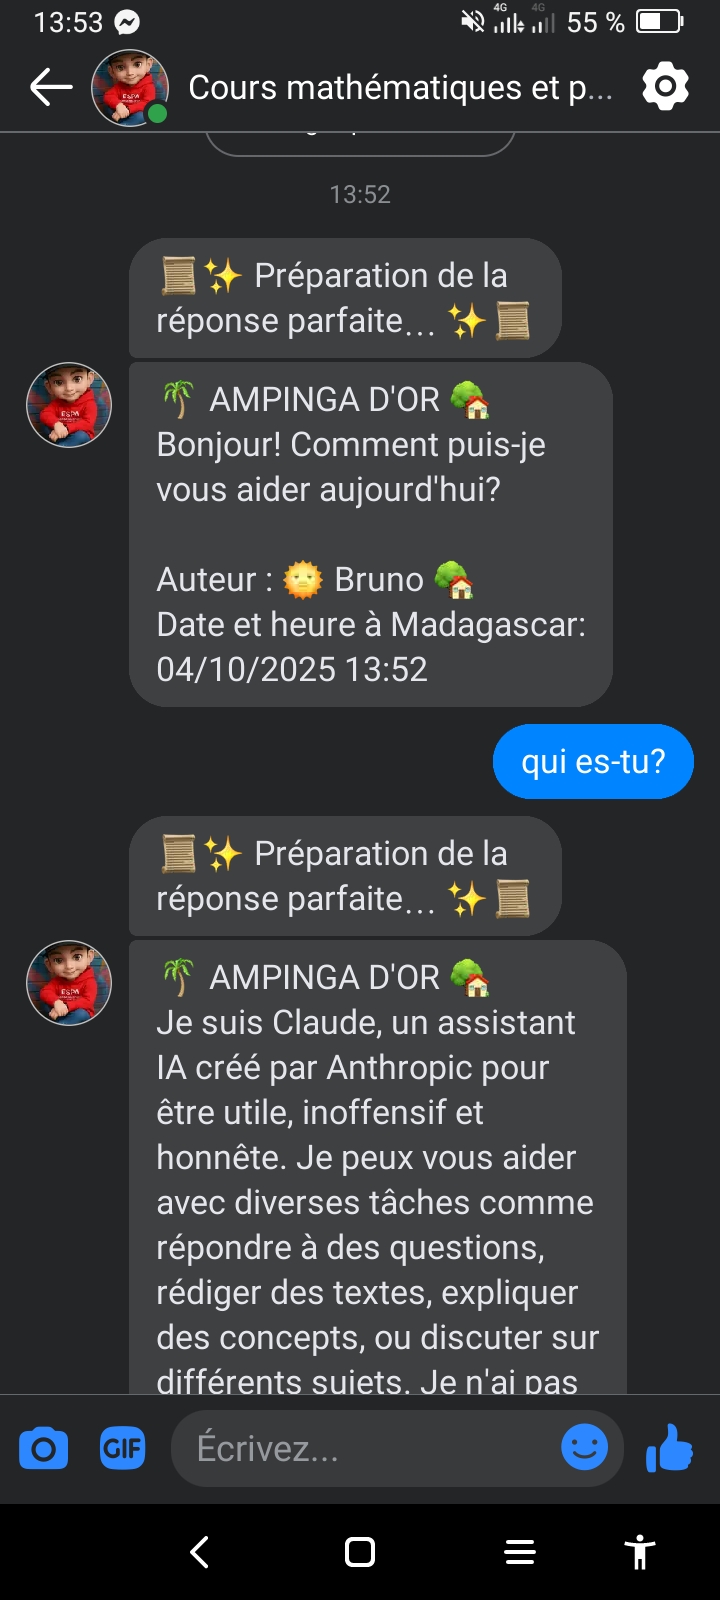 13:53
4G 4G 55 %
Cours mathématiques et p...
13:52
Préparation de la
réponse parfaite...
AMPINGA D'OR
Bonjour! Comment puis-je
vous aider aujourd'hui?
Auteur : Bruno
Date et heure à Madagascar:
04/10/2025 13:52
qui es-tu?
Préparation de la
réponse parfaite...
AMPINGA D'OR
Je suis Claude, un assistant
IA créé par Anthropic pour
être utile, inoffensif et
honnête. Je peux vous aider
avec diverses tâches comme
répondre à des questions,
rédiger des textes, expliquer
des concepts, ou discuter sur
différents sujets. Je n'ai pas
GIF
Écrivez...